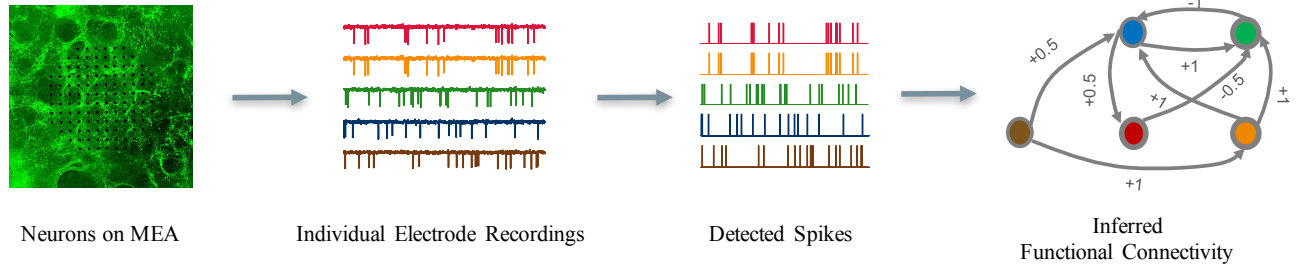 -1
+0.5
+1
+0.5
+1
-0.5
+1
+1
Neurons on MEA
Individual Electrode Recordings
Detected Spikes
Inferred
Functional Connectivity